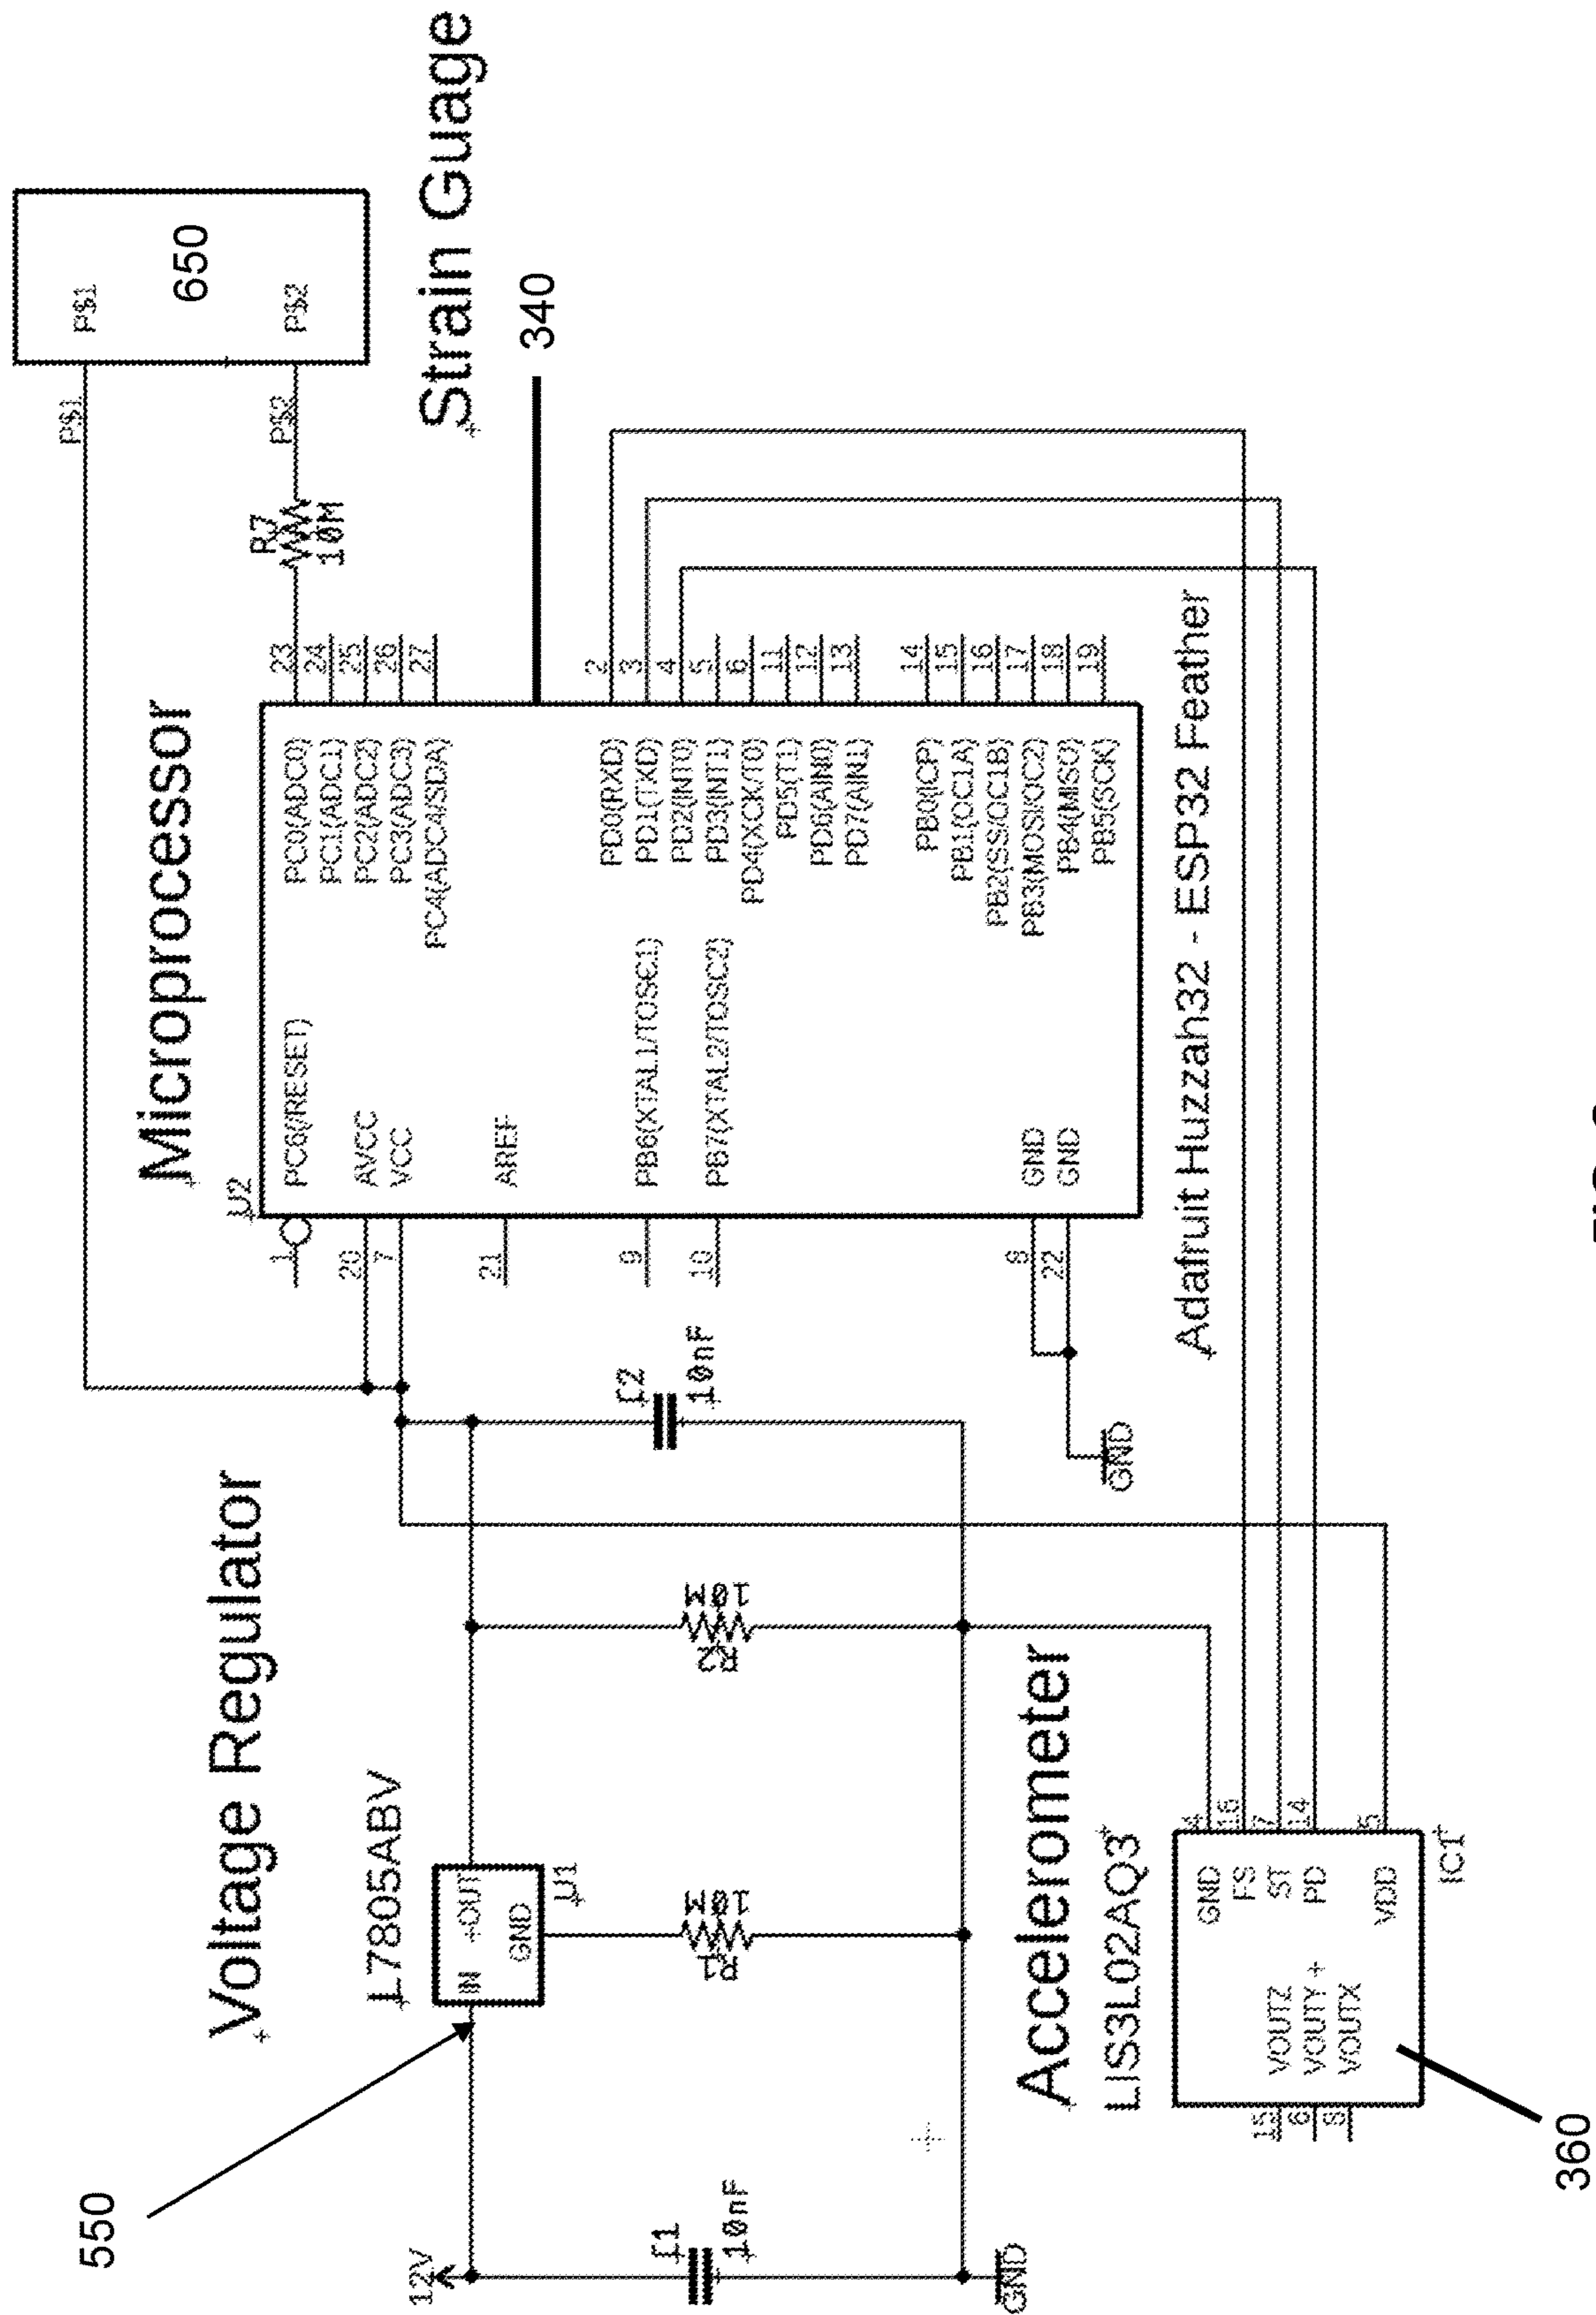 Voltage Regulator
550
L7805ABV
12V
IN
+OUT
GND
U1
C1
10nF
R1
10M
R2
10M
C2
10nF
GND
GND
Microprocessor
U2
1
20
7
21
9
10
8
22
PC6(/RESET)
AVCC
VCC
AREF
PB6(XTAL1/TOSC1)
PB7(XTAL2/TOSC2)
GND
GND
PC0(ADC0)
PC1(ADC1)
PC2(ADC2)
PC3(ADC3)
PC4(ADC4/SDA)
PD0(RXD)
PD1(TXD)
PD2(INT0)
PD3(INT1)
PD4(XCK/T0)
PD5(T1)
PD6(AIN0)
PD7(AIN1)
PB0(ICP)
PB1(OC1A)
PB2(SS/OC1B)
PB3(MOSI/OC2)
PB4(MISO)
PB5(SCK)
23
24
25
26
27
2
3
4
5
6
11
12
13
14
15
16
17
18
19
R7
10M
P$1
P$2
P$1
650
P$2
Strain Guage
340
Adafruit Huzzah32 - ESP32 Feather
Accelerometer
LIS3L02AQ3
15
6
8
VOUTZ
VOUTY +
VOUTX
GND
FS
ST
PD
VDD
4
16
7
14
5
IC1
360